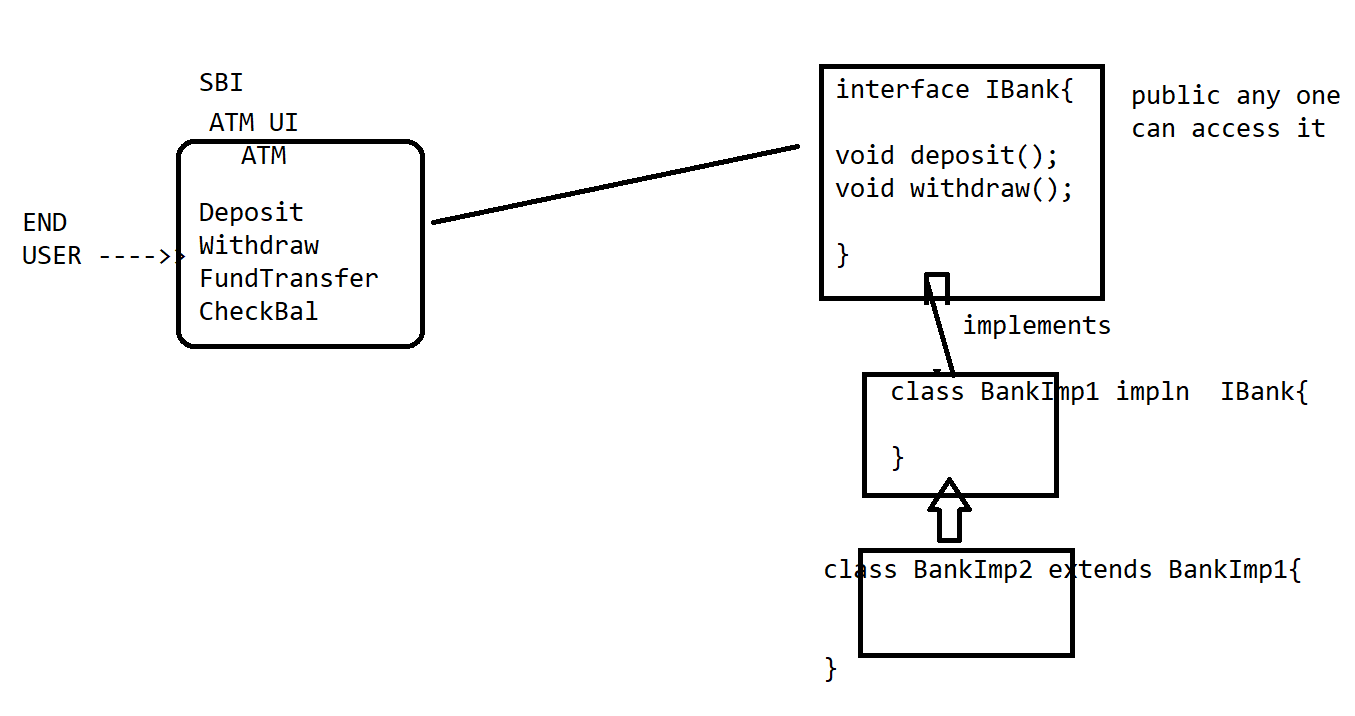 SBI
ATM UI
ATM
Deposit
Withdraw
FundTransfer
CheckBal
END
USER ---->>
interface IBank{
void deposit();
void withdraw();
}
public any one
can access it
implements
class BankImp1 impln  IBank{
}
class BankImp2 extends BankImp1{
}